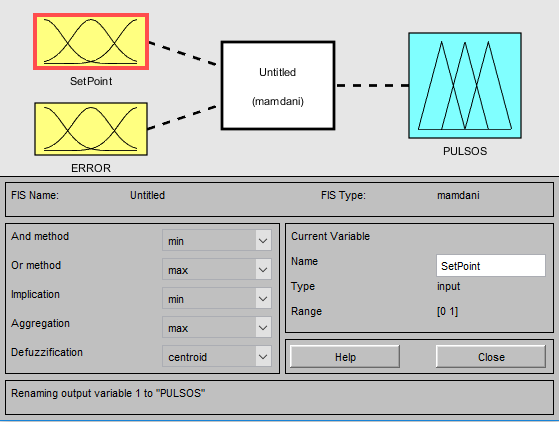 SetPoint
ERROR
Untitled
(mamdani)
PULSOS
FIS Name: Untitled FIS Type: mamdani
And method min
Or method max
Implication min
Aggregation max
Defuzzification centroid
Current Variable
Name SetPoint
Type input
Range [0 1]
Help Close
Renaming output variable 1 to "PULSOS"